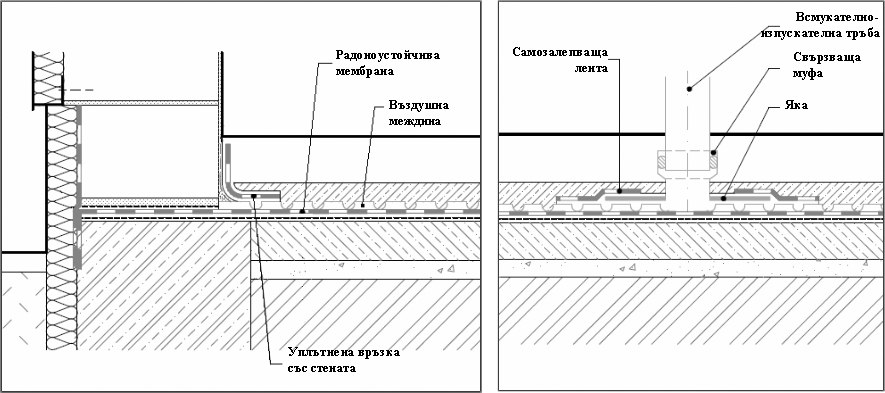 Радоноустойчива
мембрана
Въздушна
междина
Уплътнена връзка
със стената
Всмукателно-
изпускателна тръба
Самозалепваща
лента
Свързваща
муфа
Яка